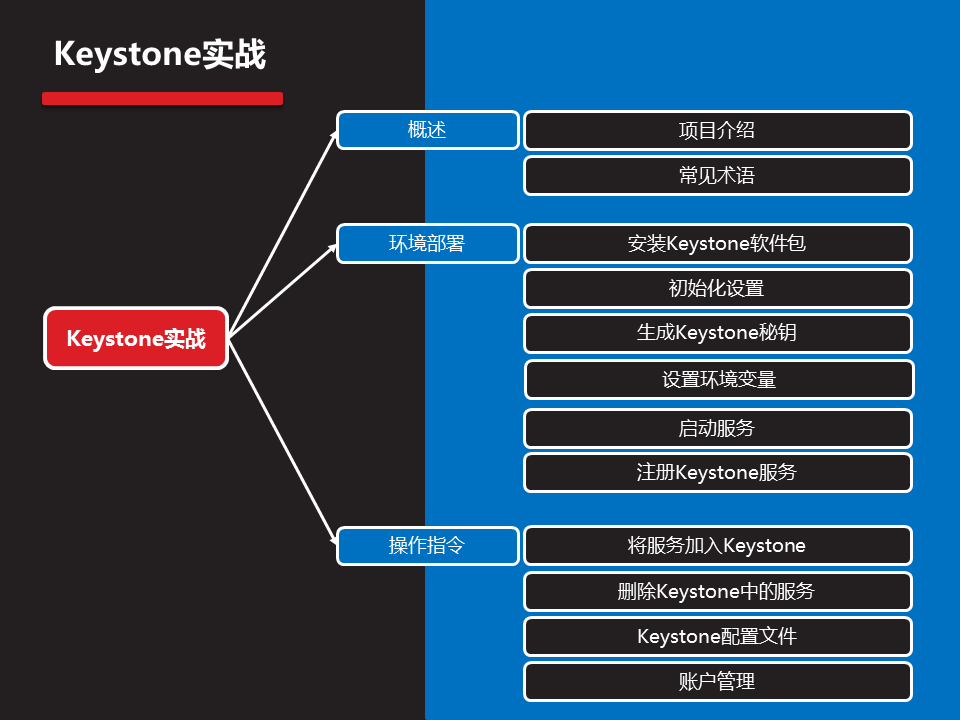 Keystone实战
概述
项目介绍
常见术语
环境部署
安装Keystone软件包
初始化设置
生成Keystone秘钥
设置环境变量
启动服务
注册Keystone服务
Keystone实战
操作指令
将服务加入Keystone
删除Keystone中的服务
Keystone配置文件
账户管理